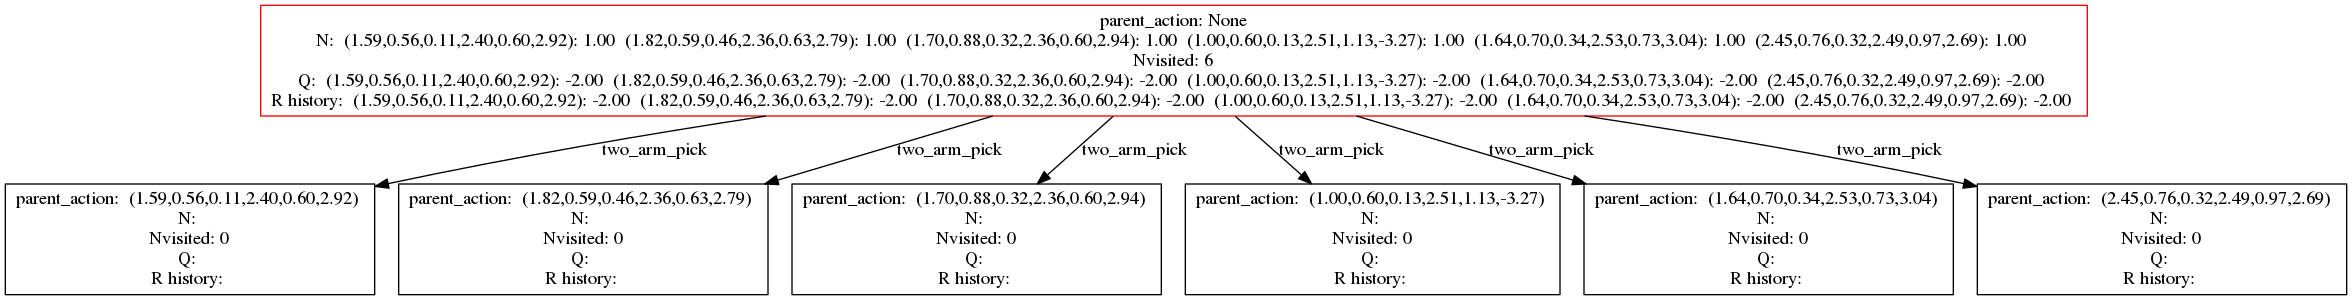 parent_action: None
N:  (1.59,0.56,0.11,2.40,0.60,2.92): 1.00  (1.82,0.59,0.46,2.36,0.63,2.79): 1.00  (1.70,0.88,0.32,2.36,0.60,2.94): 1.00  (1.00,0.60,0.13,2.51,1.13,-3.27): 1.00  (1.64,0.70,0.34,2.53,0.73,3.04): 1.00  (2.45,0.76,0.32,2.49,0.97,2.69): 1.00
Nvisited: 6
Q:  (1.59,0.56,0.11,2.40,0.60,2.92): -2.00  (1.82,0.59,0.46,2.36,0.63,2.79): -2.00  (1.70,0.88,0.32,2.36,0.60,2.94): -2.00  (1.00,0.60,0.13,2.51,1.13,-3.27): -2.00  (1.64,0.70,0.34,2.53,0.73,3.04): -2.00  (2.45,0.76,0.32,2.49,0.97,2.69): -2.00
R history:  (1.59,0.56,0.11,2.40,0.60,2.92): -2.00  (1.82,0.59,0.46,2.36,0.63,2.79): -2.00  (1.70,0.88,0.32,2.36,0.60,2.94): -2.00  (1.00,0.60,0.13,2.51,1.13,-3.27): -2.00  (1.64,0.70,0.34,2.53,0.73,3.04): -2.00  (2.45,0.76,0.32,2.49,0.97,2.69): -2.00
two_arm_pick
two_arm_pick
two_arm_pick
two_arm_pick
two_arm_pick
two_arm_pick
parent_action:  (1.59,0.56,0.11,2.40,0.60,2.92)
N:
Nvisited: 0
Q:
R history:
parent_action:  (1.82,0.59,0.46,2.36,0.63,2.79)
N:
Nvisited: 0
Q:
R history:
parent_action:  (1.70,0.88,0.32,2.36,0.60,2.94)
N:
Nvisited: 0
Q:
R history:
parent_action:  (1.00,0.60,0.13,2.51,1.13,-3.27)
N:
Nvisited: 0
Q:
R history:
parent_action:  (1.64,0.70,0.34,2.53,0.73,3.04)
N:
Nvisited: 0
Q:
R history:
parent_action:  (2.45,0.76,0.32,2.49,0.97,2.69)
N:
Nvisited: 0
Q:
R history: